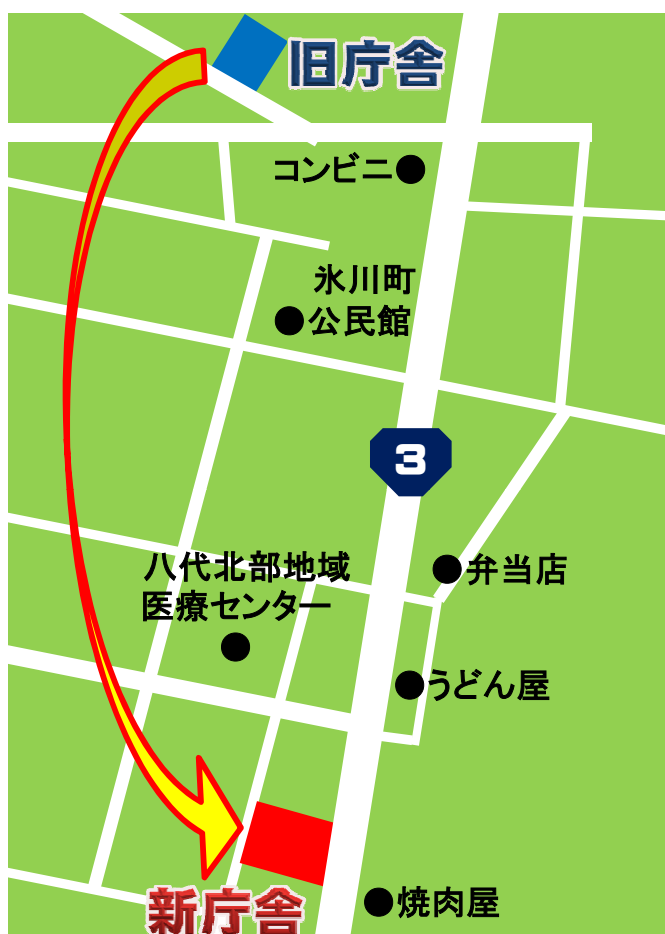 旧庁舎
コンビニ
氷川町
公民館
3
八代北部地域
医療センター
弁当店
うどん屋
新庁舎
焼肉屋